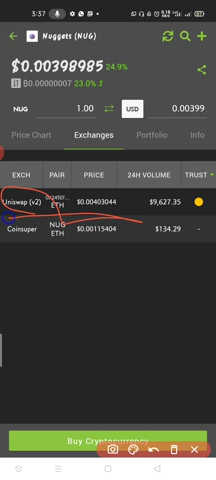 3:37
Nuggets (NUG)
$0.00398985 24.9%
Ƀ0.00000007 23.0%
NUG 1.00 USD 0.00399
Price Chart Exchanges Portfolio Info
EXCH PAIR PRICE 24H VOLUME TRUST
Uniswap (v2) ETH $0.00403044 $9,627.35
Coinsuper NUG ETH $0.00115404 $134.29 -
Buy Cryptocurrency